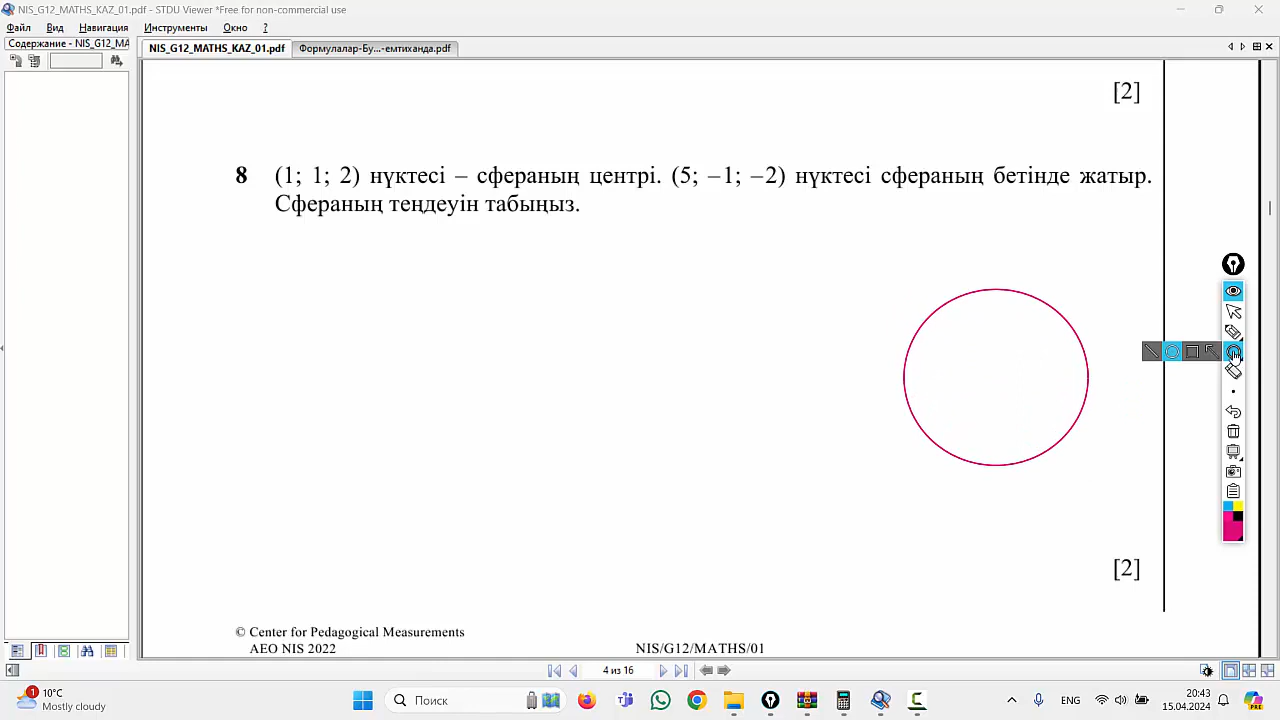 NIS_G12_MATHS_KAZ_01.pdf - STDU Viewer *Free for non-commercial use
Файл Вид Навигация Инструменты Окно ?
Содержание - NIS_G12_MA
NIS_G12_MATHS_KAZ_01.pdf Формулалар-Бу...-емтиханда.pdf
[2]
8 (1; 1; 2) нүктесі – сфераның центрі. (5; –1; –2) нүктесі сфераның бетінде жатыр.
Сфераның теңдеуін табыңыз.
[2]
© Center for Pedagogical Measurements
AEO NIS 2022
NIS/G12/MATHS/01
4 из 16
1
10°C
Mostly cloudy
Поиск
ENG
20:43
15.04.2024
PRE